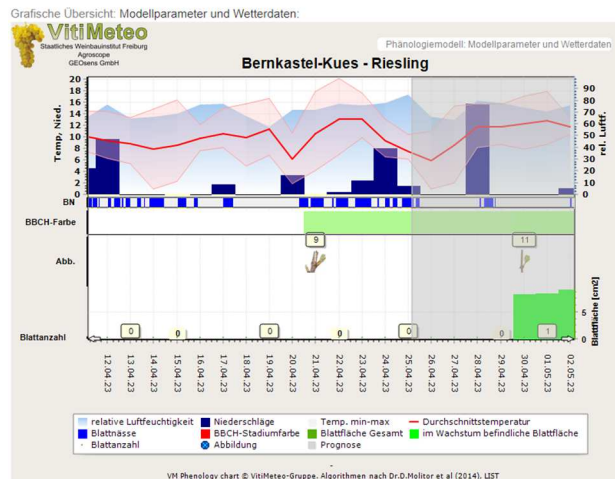 Grafische Übersicht: Modellparameter und Wetterdaten:
VitiMeteo
Staatliches Weinbauinstitut Freiburg
Agroscope
GEOsens GmbH
Phänologiemodell: Modellparameter und Wetterdaten
Bernkastel-Kues - Riesling
Temp, Nied.
20
18
16
14
12
10
8
6
4
2
0
rel. Luftf.
90
80
70
60
50
40
30
20
10
0
BN
BBCH-Farbe
Abb.
9
11
Blattfläche [cm2]
5
0
Blattanzahl
0
0
0
0
0
0
1
12.04.23
13.04.23
14.04.23
15.04.23
16.04.23
17.04.23
18.04.23
19.04.23
20.04.23
21.04.23
22.04.23
23.04.23
24.04.23
25.04.23
26.04.23
27.04.23
28.04.23
29.04.23
30.04.23
01.05.23
02.05.23
relative Luftfeuchtigkeit Niederschläge Temp. min-max Durchschnittstemperatur
Blattnässe BBCH-Stadiumfarbe Blattfläche Gesamt im Wachstum befindliche Blattfläche
Blattanzahl Abbildung Prognose
VM Phenology chart © VitiMeteo-Gruppe. Algorithmen nach Dr.D.Molitor et al (2014), LIST